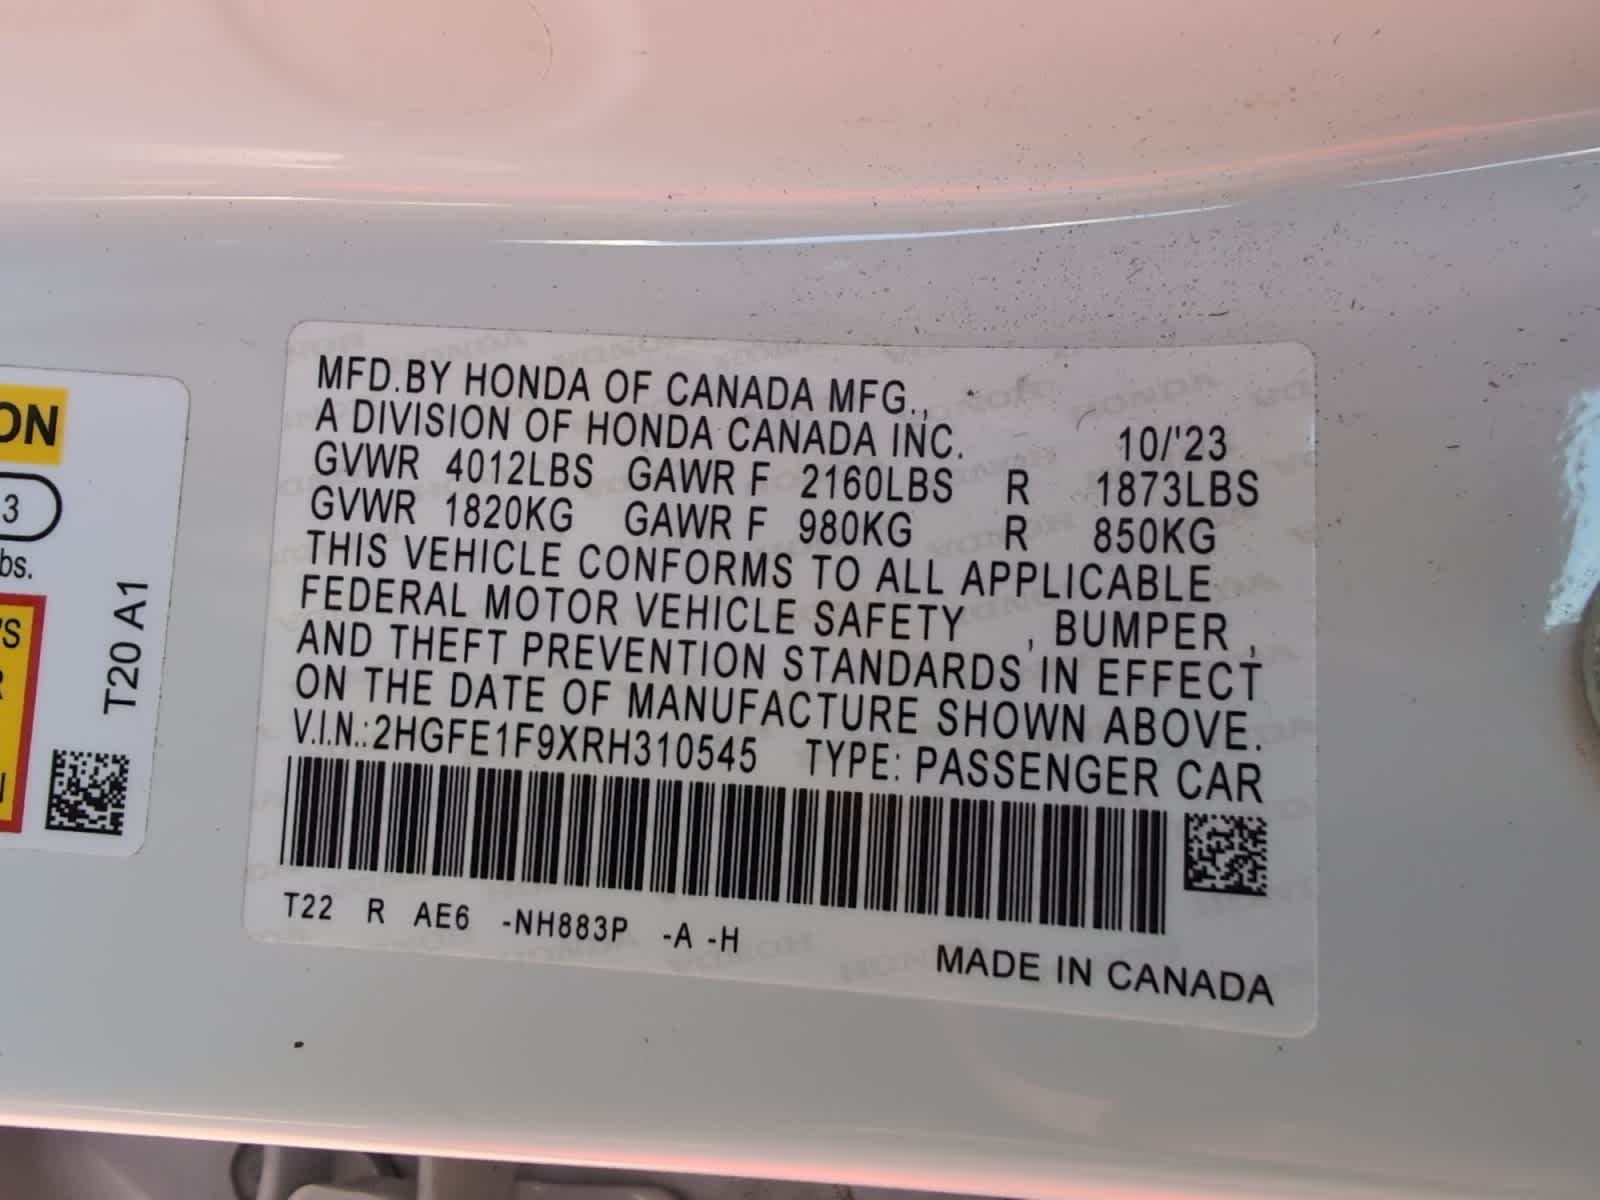 MFD.BY HONDA OF CANADA MFG.,
A DIVISION OF HONDA CANADA INC. 10/'23
GVWR 4012LBS GAWR F 2160LBS R 1873LBS
GVWR 1820KG GAWR F 980KG R 850KG
THIS VEHICLE CONFORMS TO ALL APPLICABLE
FEDERAL MOTOR VEHICLE SAFETY , BUMPER ,
AND THEFT PREVENTION STANDARDS IN EFFECT
ON THE DATE OF MANUFACTURE SHOWN ABOVE.
V.I.N.:2HGFE1F9XRH310545 TYPE: PASSENGER CAR
T22 R AE6 -NH883P -A -H
MADE IN CANADA
ON
3
bs.
'S
R
N
T20 A1